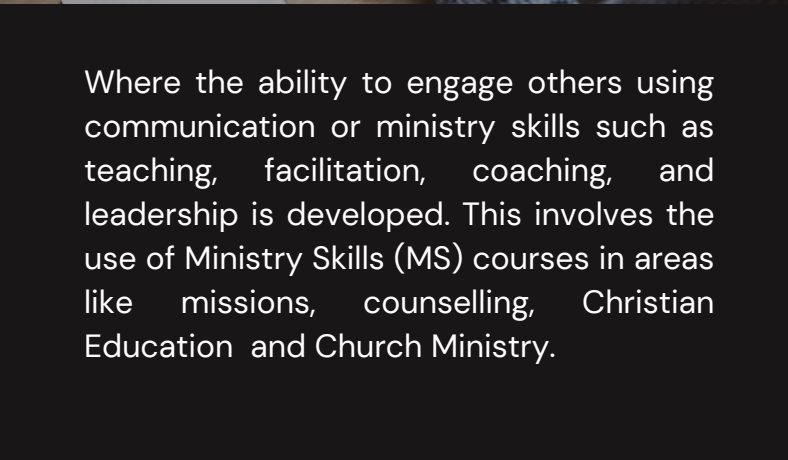 Where the ability to engage others using
communication or ministry skills such as
teaching, facilitation, coaching, and
leadership is developed. This involves the
use of Ministry Skills (MS) courses in areas
like missions, counselling, Christian
Education  and Church Ministry.